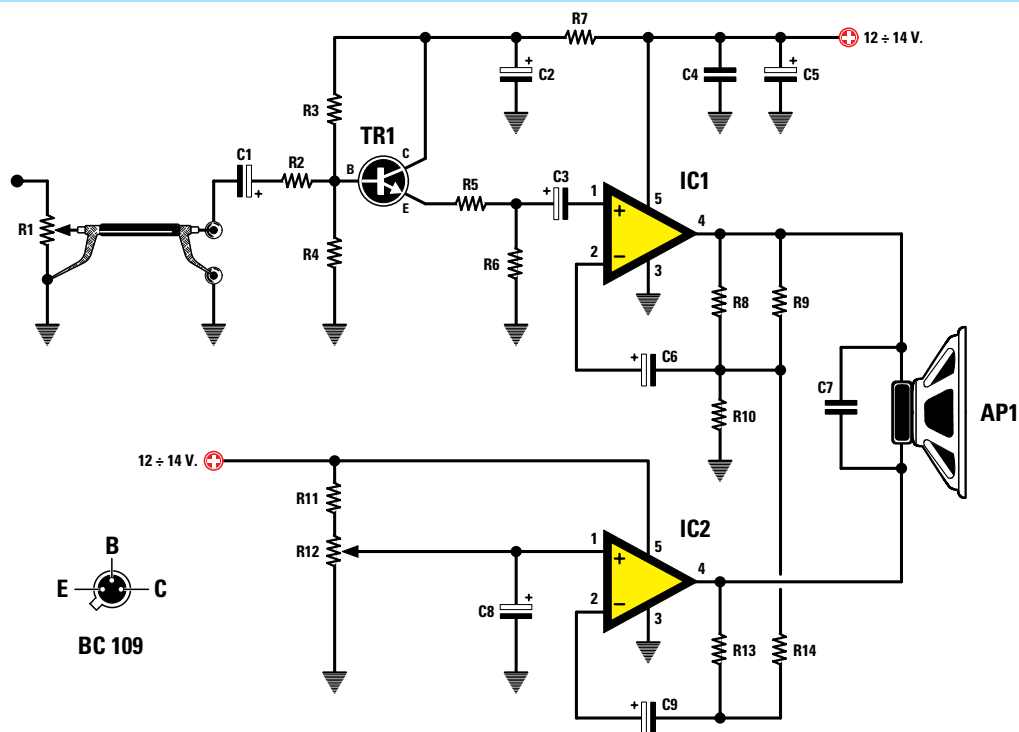 R7
12 ÷ 14 V.
+
C2
C4
+
C5
R3
TR1
C1
+
R2
B
C
E
R5
+
C3
R1
R4
R6
1
+
2
−
5
3
4
IC1
R8
R9
+
C6
R10
C7
AP1
12 ÷ 14 V.
R11
R12
+
C8
1
+
2
−
5
3
4
IC2
R13
R14
+
C9
B
E
C
BC 109